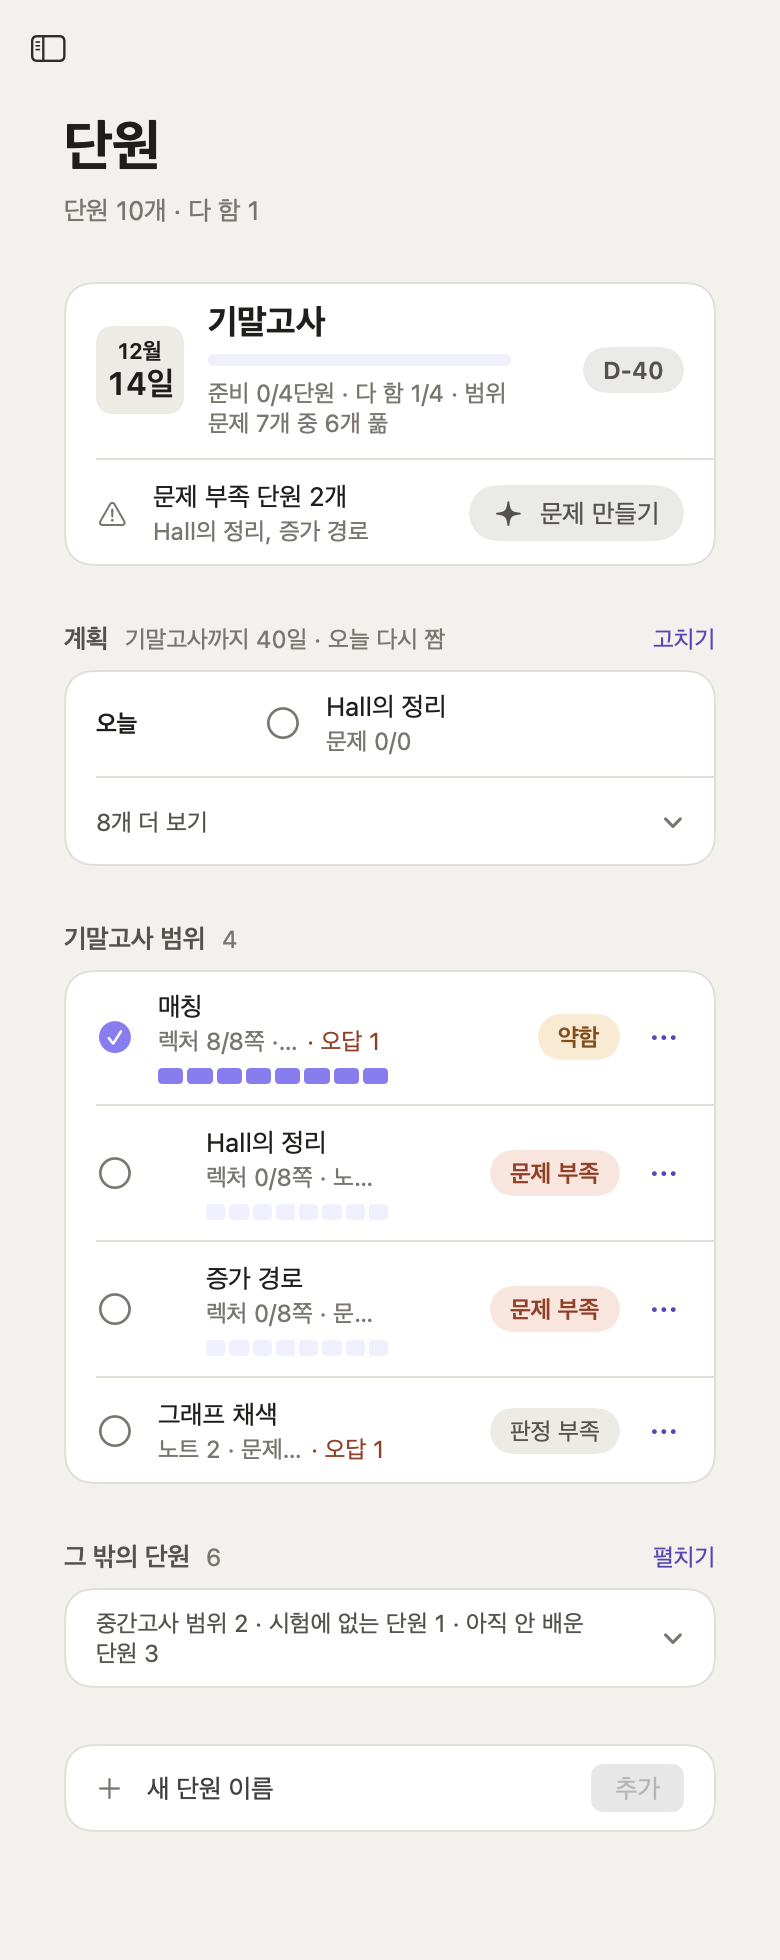 단원
단원 10개 · 다 함 1
12월
14일
기말고사
준비 0/4단원 · 다 함 1/4 · 범위
문제 7개 중 6개 풂
D-40
문제 부족 단원 2개
Hall의 정리, 증가 경로
문제 만들기
계획 기말고사까지 40일 · 오늘 다시 짬
고치기
오늘
Hall의 정리
문제 0/0
8개 더 보기
기말고사 범위 4
매칭
렉처 8/8쪽 ·... · 오답 1
약함
Hall의 정리
렉처 0/8쪽 · 노...
문제 부족
증가 경로
렉처 0/8쪽 · 문...
문제 부족
그래프 채색
노트 2 · 문제... · 오답 1
판정 부족
그 밖의 단원 6
펼치기
중간고사 범위 2 · 시험에 없는 단원 1 · 아직 안 배운
단원 3
새 단원 이름
추가